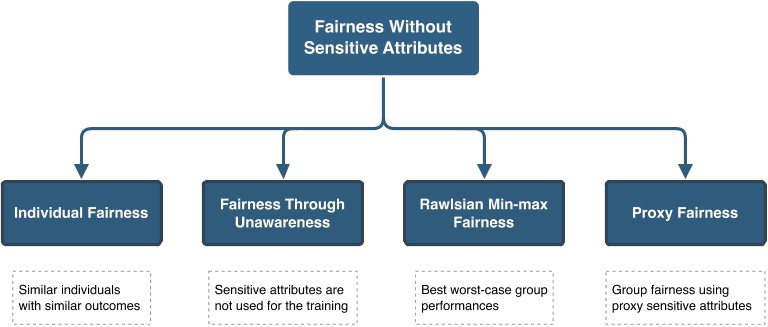 Fairness Without
Sensitive Attributes
Individual Fairness
Fairness Through
Unawareness
Rawlsian Min-max
Fairness
Proxy Fairness
Similar individuals
with similar outcomes
Sensitive attributes are
not used for the training
Best worst-case group
performances
Group fairness using
proxy sensitive attributes